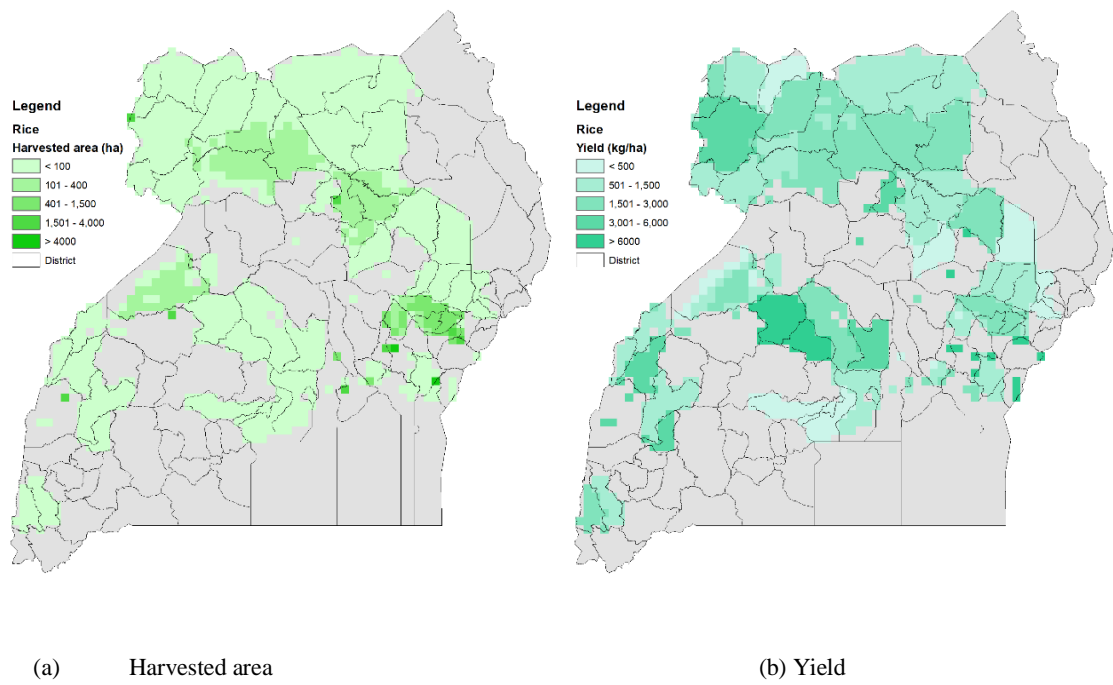 Legend
Rice
Harvested area (ha)
< 100
101 - 400
401 - 1,500
1,501 - 4,000
> 4000
District
Legend
Rice
Yield (kg/ha)
< 500
501 - 1,500
1,501 - 3,000
3,001 - 6,000
> 6000
District
(a) Harvested area
(b) Yield